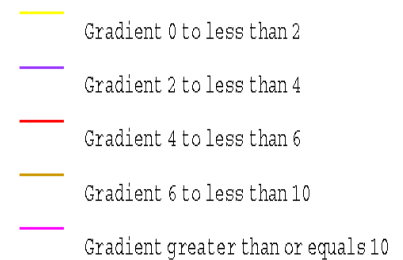 Gradient 0 to less than 2
Gradient 2 to less than 4
Gradient 4 to less than 6
Gradient 6 to less than 10
Gradient greater than or equals 10